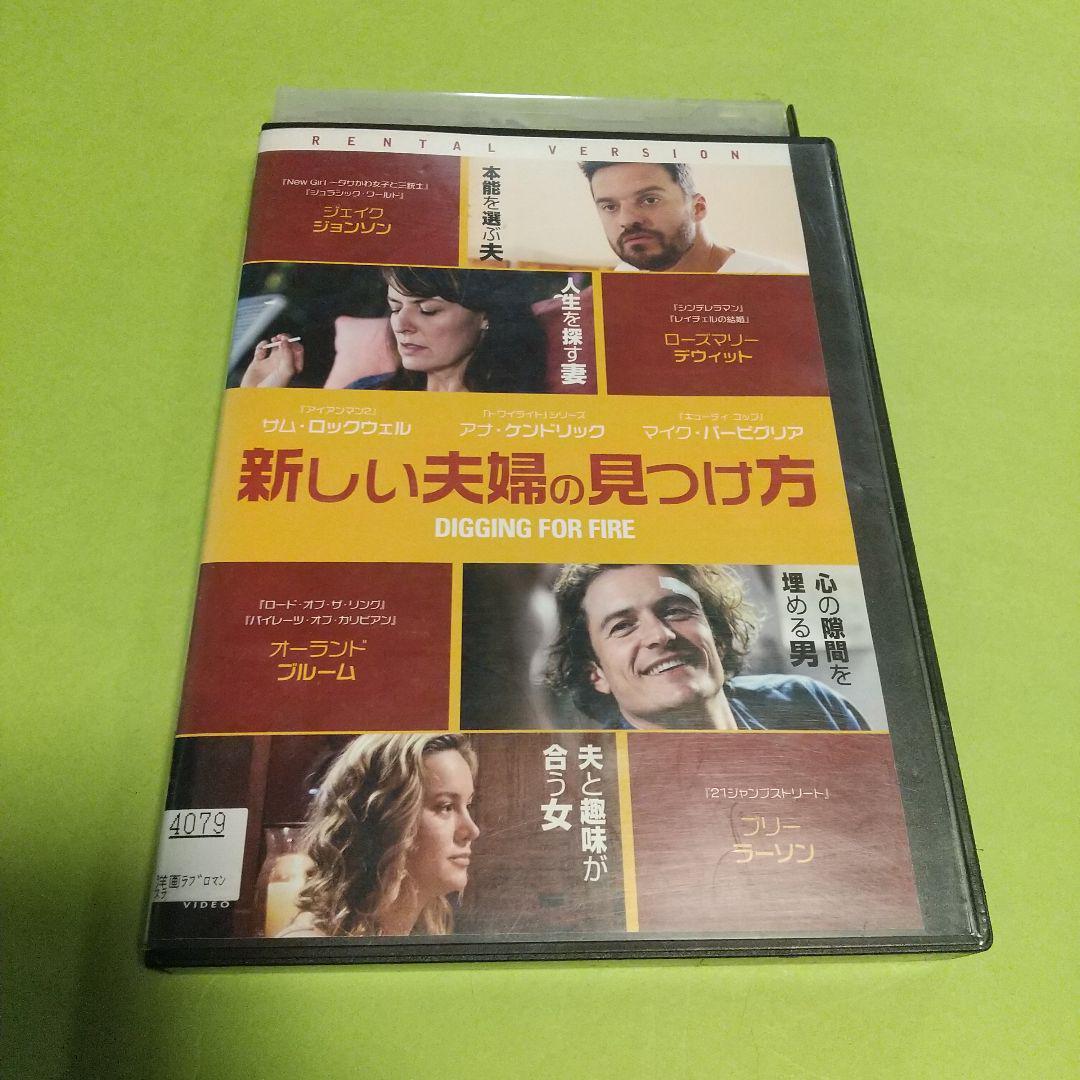 RENTAL VERSION
『New Girl ～ダサかわ女子と三銃士』
『ジュラシック・ワールド』
ジェイク
ジョンソン
本能を選ぶ夫
人生を探す妻
『シンデレラマン』
『レイチェルの結婚』
ローズマリー
デウィット
『アイアンマン2』
サム・ロックウェル
『トワイライト』シリーズ
アナ・ケンドリック
『キューティ・コップ』
マイク・バービグリア
新しい夫婦の見つけ方
DIGGING FOR FIRE
『ロード・オブ・ザ・リング』
『パイレーツ・オブ・カリビアン』
オーランド
ブルーム
心の隙間を
埋める男
夫と趣味が
合う女
『21ジャンプストリート』
ブリー
ラーソン
4079
洋画ラブロマン
VIDEO